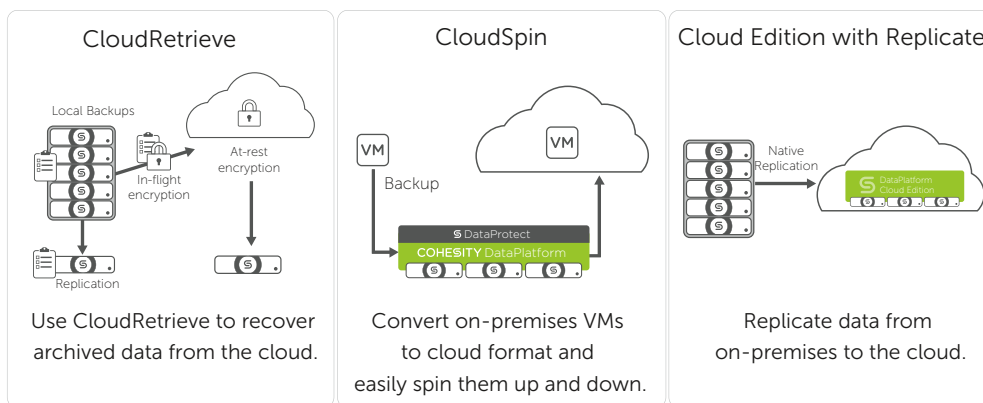 CloudRetrieve
Local Backups
In-flight
encryption
At-rest
encryption
Replication
Use CloudRetrieve to recover
archived data from the cloud.
CloudSpin
VM
VM
Backup
DataProtect
COHESITY DataPlatform
Convert on-premises VMs
to cloud format and
easily spin them up and down.
Cloud Edition with Replicate
Native
Replication
DataPlatform
Cloud Edition
Replicate data from
on-premises to the cloud.